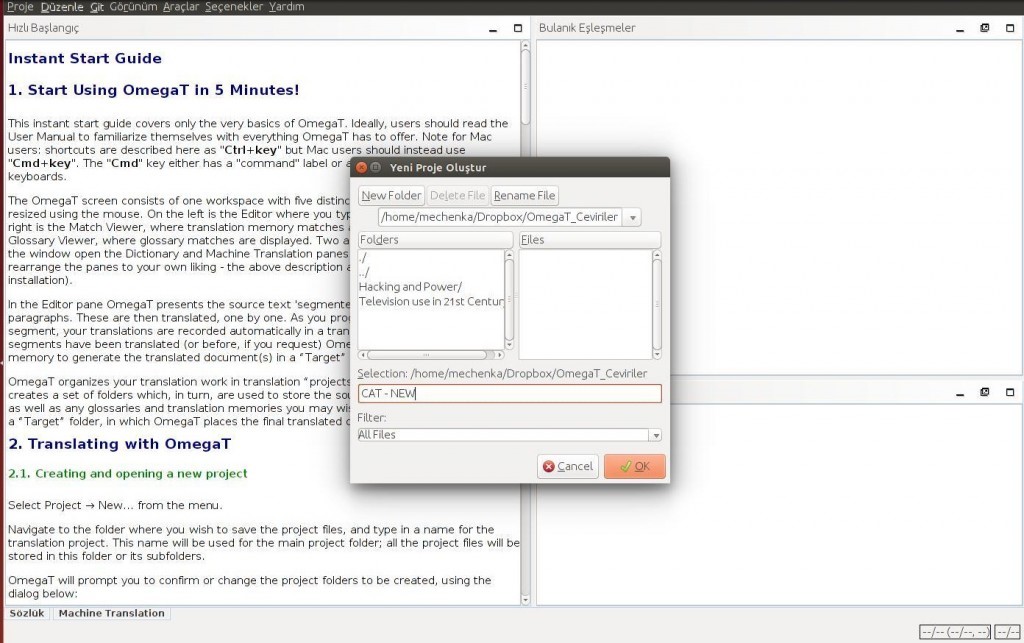 Proje Düzenle Git Görünüm Araçlar Seçenekler Yardım
Hızlı Başlangıç
Instant Start Guide
1. Start Using OmegaT in 5 Minutes!
This instant start guide covers only the very basics of OmegaT. Ideally, users should read the
User Manual to familiarize themselves with everything OmegaT has to offer. Note for Mac
users: shortcuts are described here as "Ctrl+key" but Mac users should instead use
"Cmd+key". The "Cmd" key either has a "command" label or a
keyboards.
The OmegaT screen consists of one workspace with five distinc
resized using the mouse. On the left is the Editor where you typ
right is the Match Viewer, where translation memory matches a
Glossary Viewer, where glossary matches are displayed. Two a
the window open the Dictionary and Machine Translation panes
rearrange the panes to your own liking - the above description a
installation).
In the Editor pane OmegaT presents the source text 'segmente
paragraphs. These are then translated, one by one. As you pro
segment, your translations are recorded automatically in a tran
segments have been translated (or before, if you request) Ome
memory to generate the translated document(s) in a "Target"
OmegaT organizes your translation work in translation "projects
creates a set of folders which, in turn, are used to store the sou
as well as any glossaries and translation memories you may wis
a "Target" folder, in which OmegaT places the final translated d
2. Translating with OmegaT
2.1. Creating and opening a new project
Select Project → New... from the menu.
Navigate to the folder where you wish to save the project files, and type in a name for the
translation project. This name will be used for the main project folder; all the project files will be
stored in this folder or its subfolders.
OmegaT will prompt you to confirm or change the project folders to be created, using the
dialog below:
Sözlük Machine Translation
Bulanık Eşleşmeler
Yeni Proje Oluştur
New Folder Delete File Rename File
/home/mechenka/Dropbox/OmegaT_Ceviriler
Folders Files
./
../
Hacking and Power/
Television use in 21st Centur
Selection: /home/mechenka/Dropbox/OmegaT_Ceviriler
CAT - NEW
Filter:
All Files
Cancel OK
--/-- (--/--, --) --/--